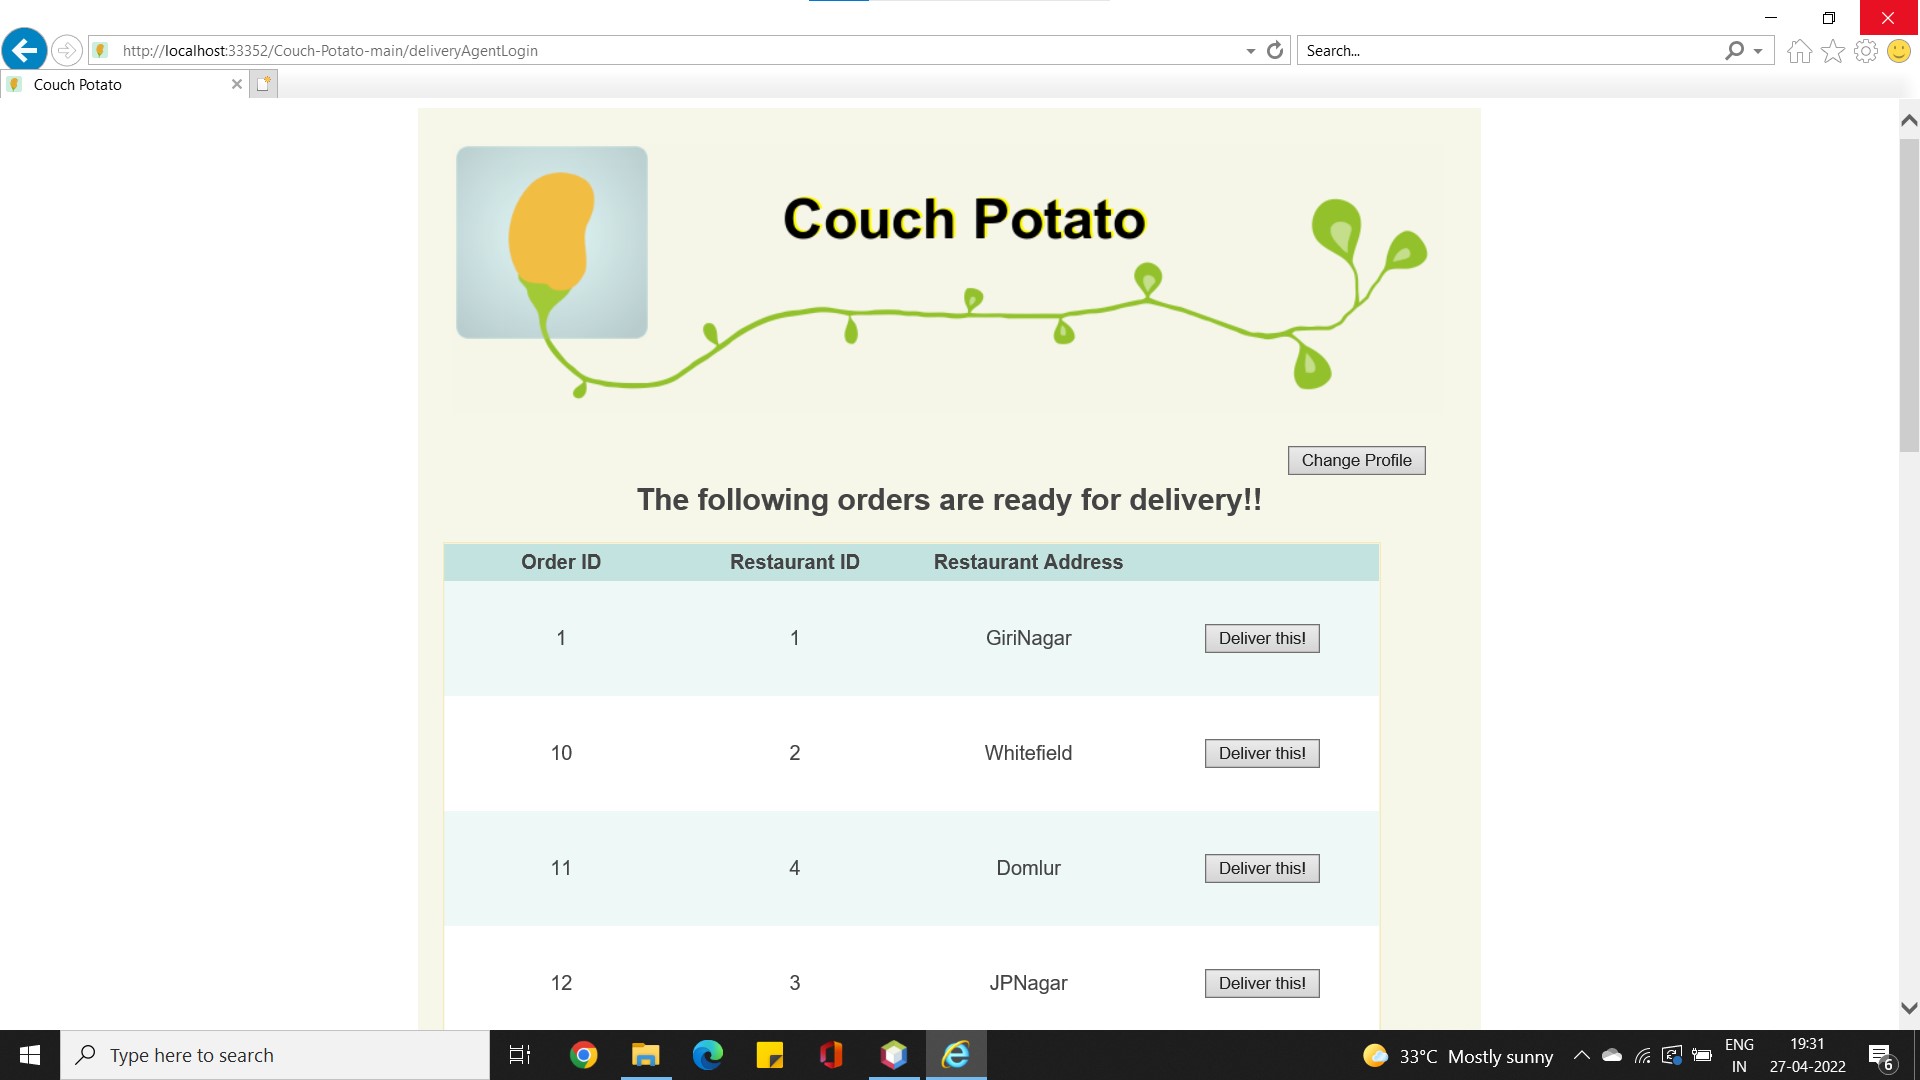 http://localhost:33352/Couch-Potato-main/deliveryAgentLogin
Search...
Couch Potato
Couch Potato
Change Profile
The following orders are ready for delivery!!
Order ID Restaurant ID Restaurant Address
1 1 GiriNagar Deliver this!
10 2 Whitefield Deliver this!
11 4 Domlur Deliver this!
12 3 JPNagar Deliver this!
Type here to search
33°C Mostly sunny
ENG
IN
19:31
27-04-2022
6